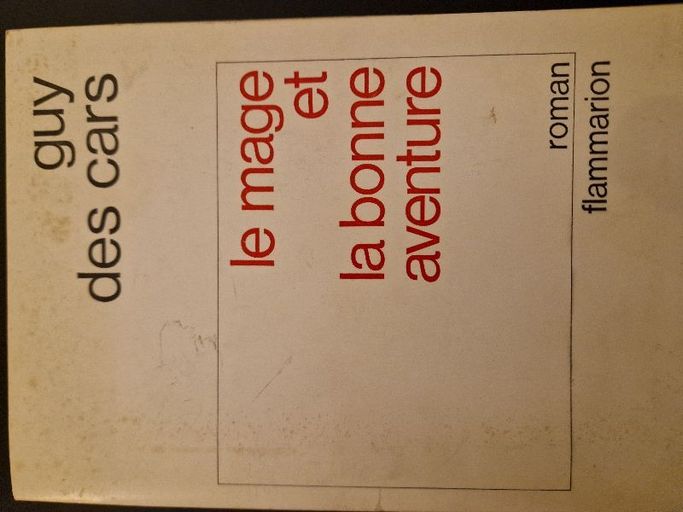 guy
des cars
le mage
et
la bonne
aventure
roman
flammarion